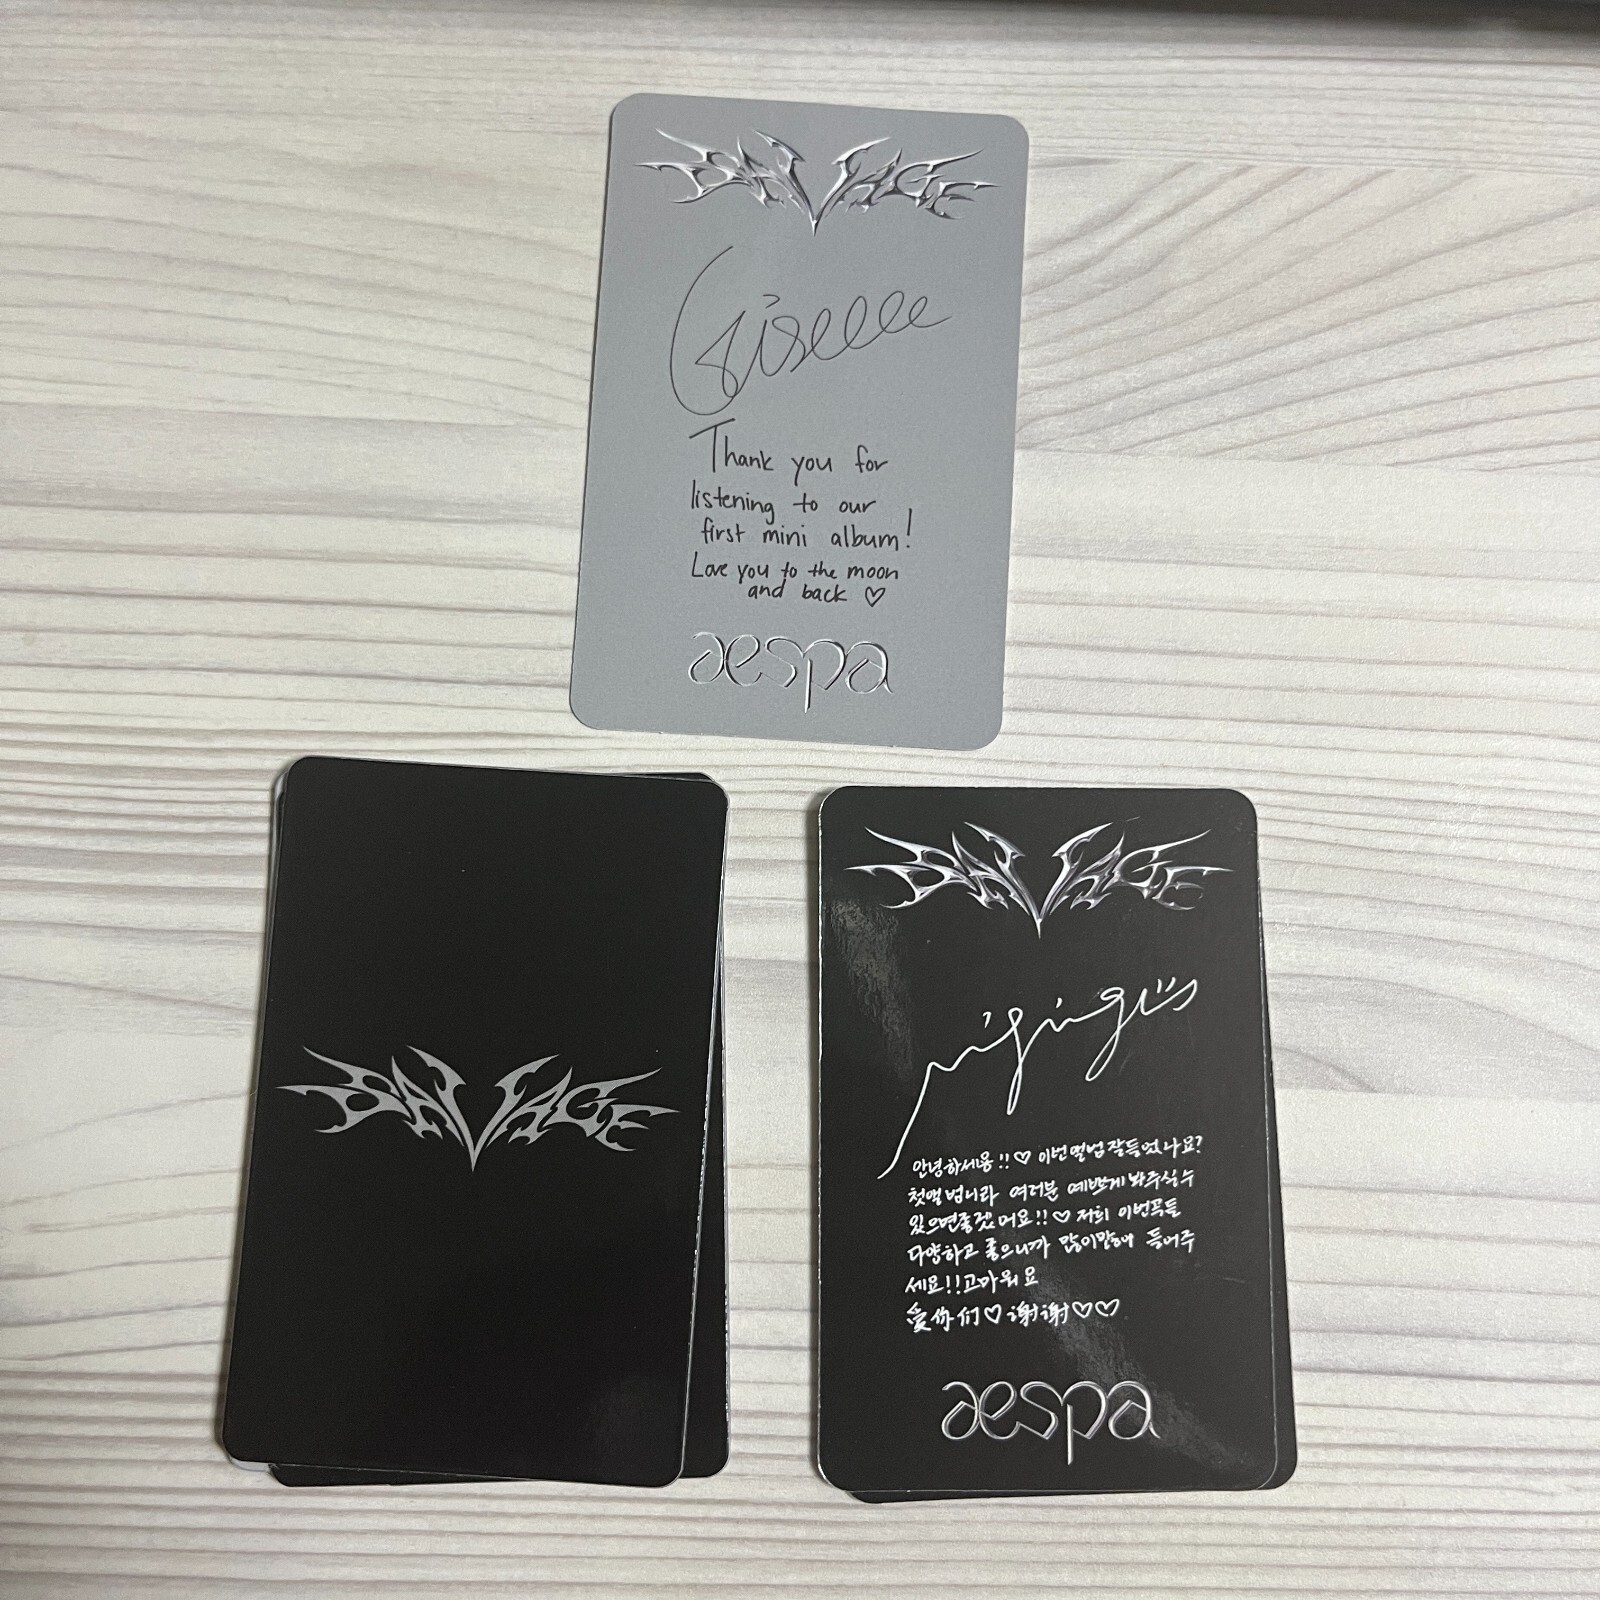 SAVAGE
Giselle
Thank you for
listening to our
first mini album!
Love you to the moon
and back ♡
aespa
SAVAGE
SAVAGE
ningings
안녕하세용!!♡ 이번앨범잘들었나요?
첫앨범니라 여러분 예쁘게봐주실수
있으면좋겠어요!!♡ 저희 이번곡들
다양하고 좋으니까 많이많이 들어주
세요!!고마워요
愛你们♡谢谢♡♡
aespa